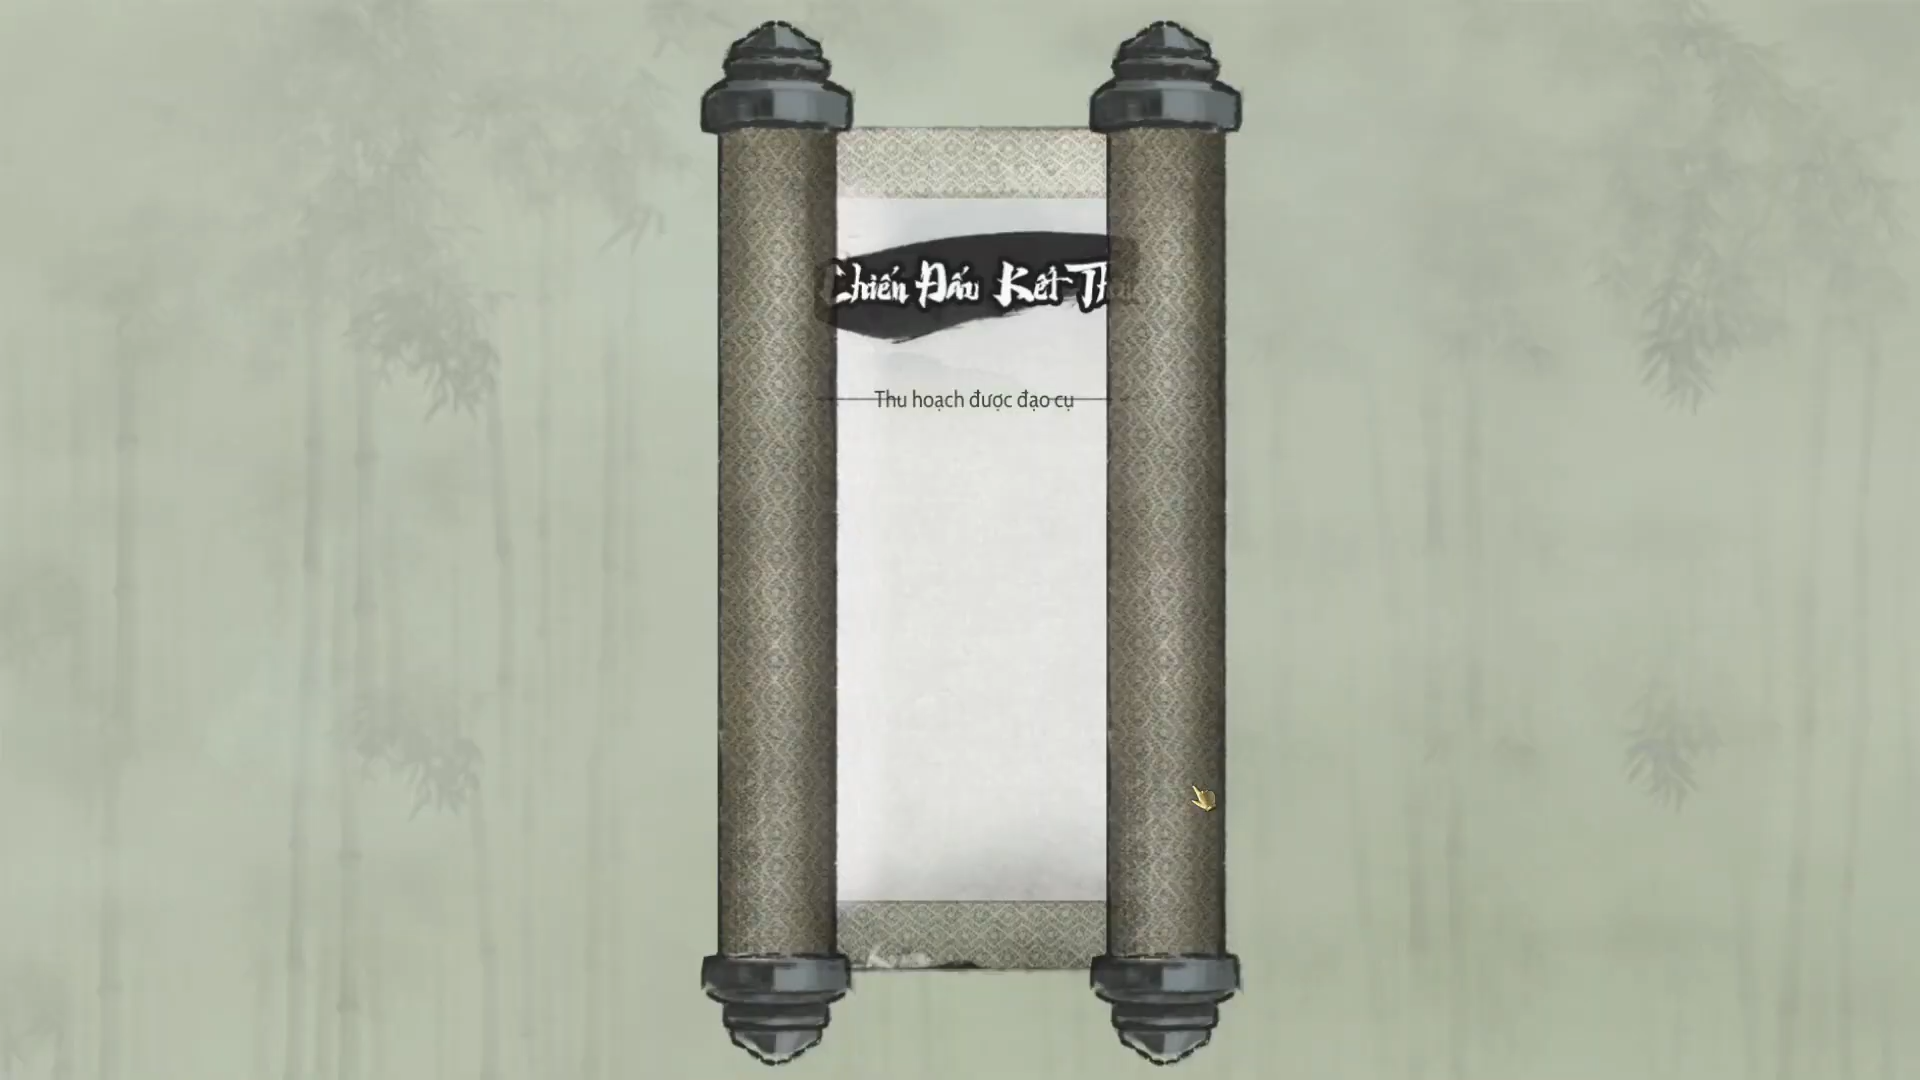 Chiến Đấu Kết
Thu hoạch được đạo cụ